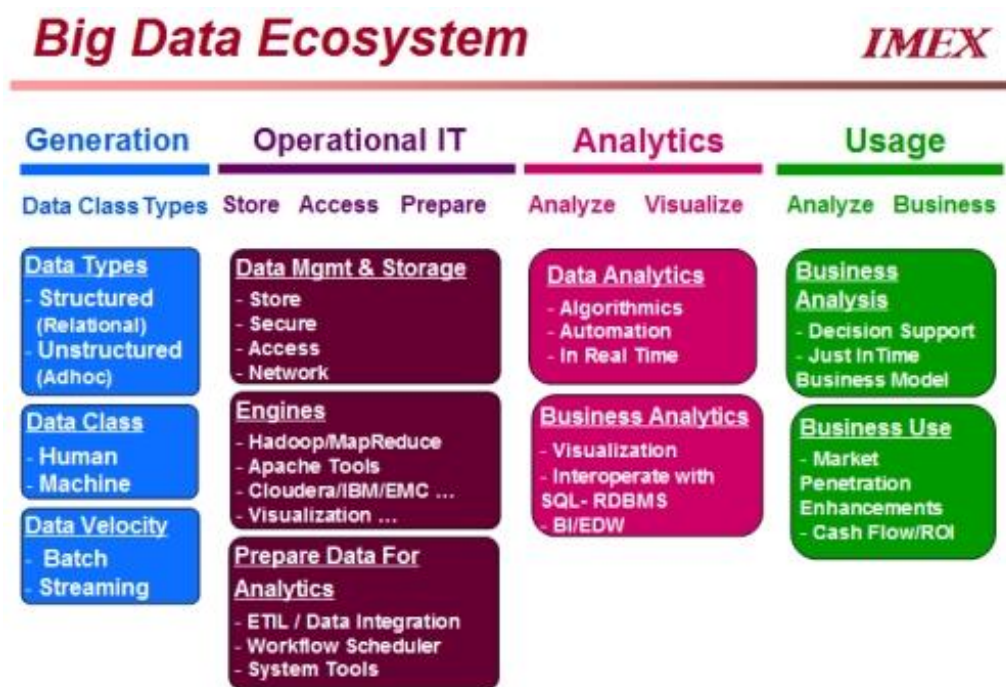 Big Data Ecosystem
IMEX
Generation
Data Class Types
Data Types
- Structured
(Relational)
- Unstructured
(Adhoc)
Data Class
- Human
- Machine
Data Velocity
- Batch
- Streaming
Operational IT
Store Access Prepare
Data Mgmt & Storage
- Store
- Secure
- Access
- Network
Engines
- Hadoop/MapReduce
- Apache Tools
- Cloudera/IBM/EMC ...
- Visualization ...
Prepare Data For
Analytics
- ETIL / Data Integration
- Workflow Scheduler
- System Tools
Analytics
Analyze Visualize
Data Analytics
- Algorithmics
- Automation
- In Real Time
Business Analytics
- Visualization
- Interoperate with
SQL- RDBMS
- BI/EDW
Usage
Analyze Business
Business
Analysis
- Decision Support
- Just InTime
Business Model
Business Use
- Market
Penetration
Enhancements
- Cash Flow/ROI